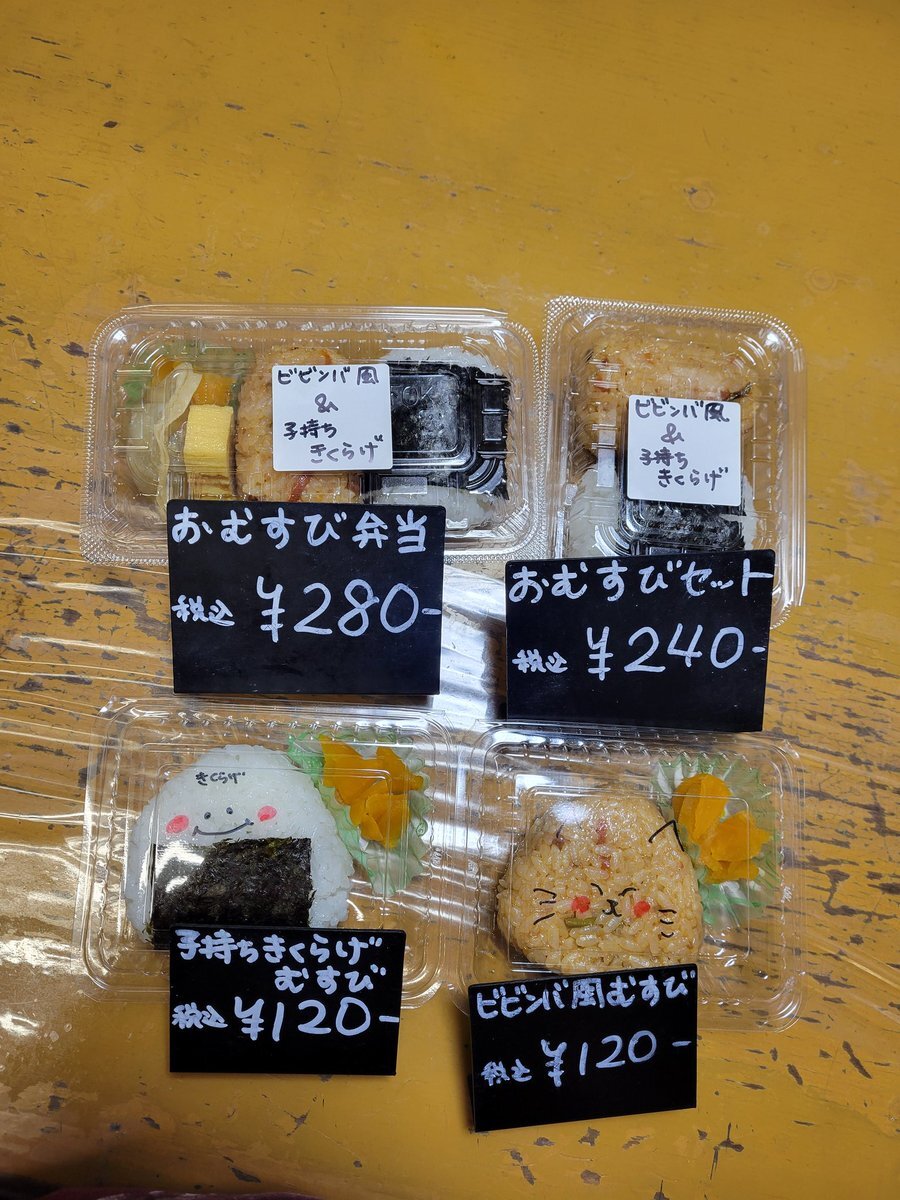 ビビンバ風
&
子持ち
きくらげ
おむすび弁当
税込 ¥280-
ビビンバ風
&
子持ち
きくらげ
おむすびセット
税込 ¥240-
きくらげ
子持ちきくらげ
むすび
税込 ¥120-
ビビンバ風むすび
税込 ¥120-